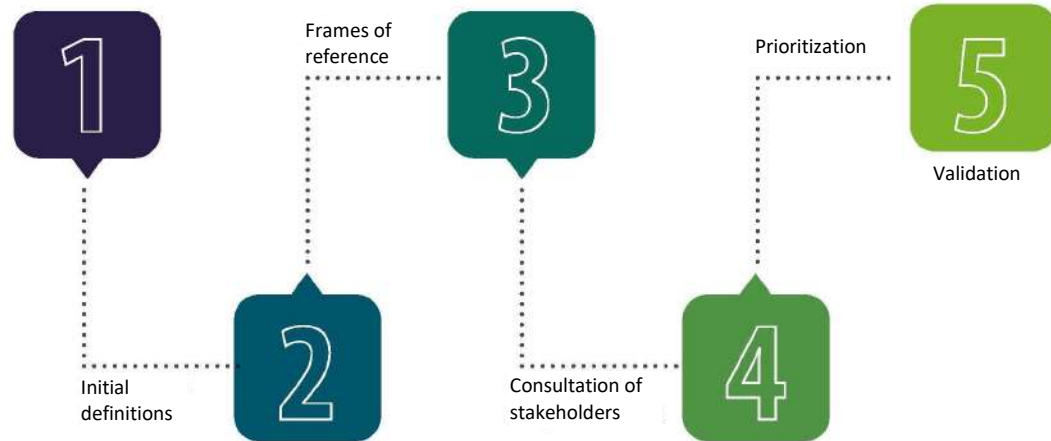 1
Initial
definitions
2
Frames of
reference
3
Consultation of
stakeholders
4
Prioritization
5
Validation